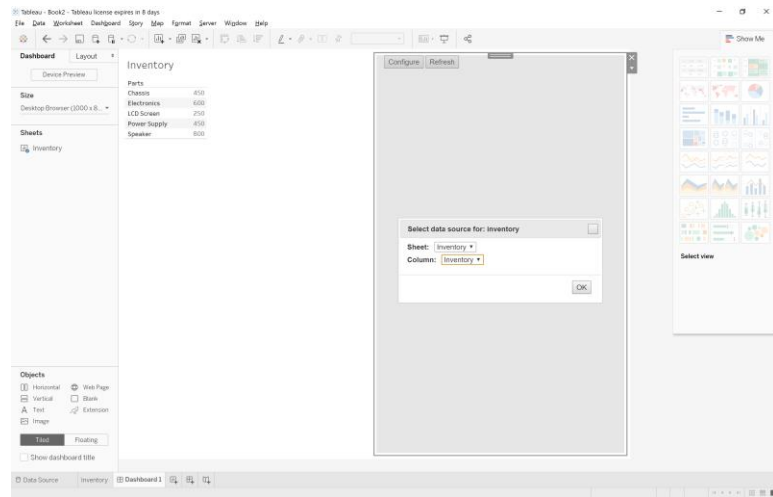 Tableau - Book2 - Tableau license expires in 8 days
File Data Worksheet Dashboard Story Map Format Server Window Help
Show Me
Dashboard Layout
Device Preview
Size
Desktop Browser (1000 x 8...
Sheets
Inventory
Inventory
Parts
Chassis 450
Electronics 600
LCD Screen 250
Power Supply 450
Speaker 800
Configure Refresh
Select data source for: inventory
Sheet: Inventory
Column: Inventory
OK
Select view
Objects
Horizontal Web Page
Vertical Blank
Text Extension
Image
Tiled Floating
Show dashboard title
Data Source Inventory Dashboard 1